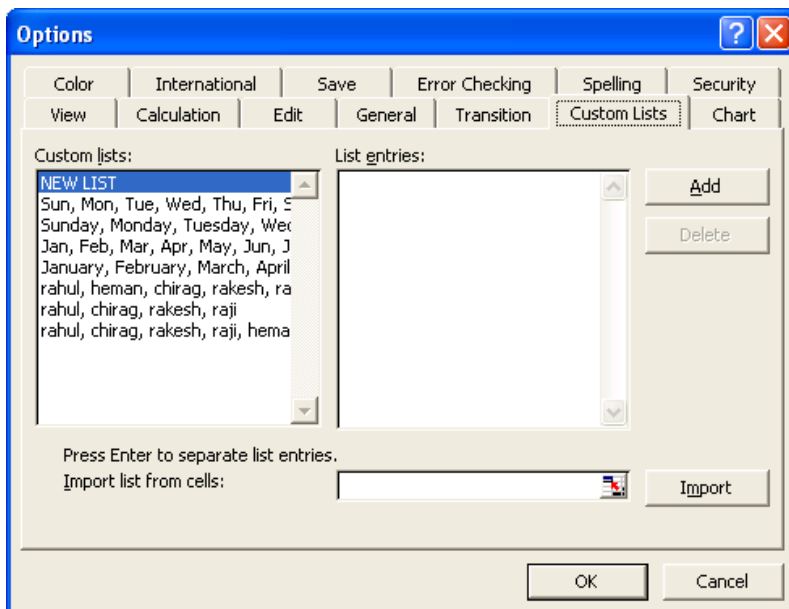 Options
Color International Save Error Checking Spelling Security
View Calculation Edit General Transition Custom Lists Chart
Custom lists: List entries:
NEW LIST
Sun, Mon, Tue, Wed, Thu, Fri, S
Sunday, Monday, Tuesday, Wed
Jan, Feb, Mar, Apr, May, Jun, J
January, February, March, April
rahul, heman, chirag, rakesh, ra
rahul, chirag, rakesh, raji
rahul, chirag, rakesh, raji, hema
Add
Delete
Press Enter to separate list entries.
Import list from cells:
Import
OK Cancel